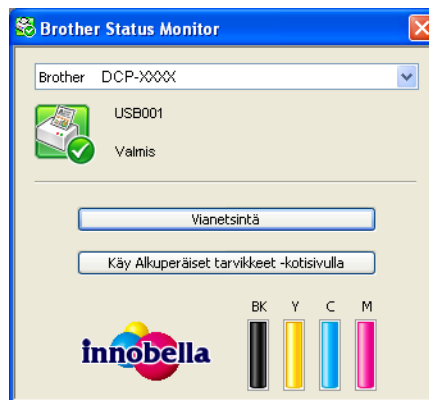 Brother Status Monitor
Brother DCP-XXXX
USB001
Valmis
Vianetsintä
Käy Alkuperäiset tarvikkeet -kotisivulla
BK Y C M
innobella